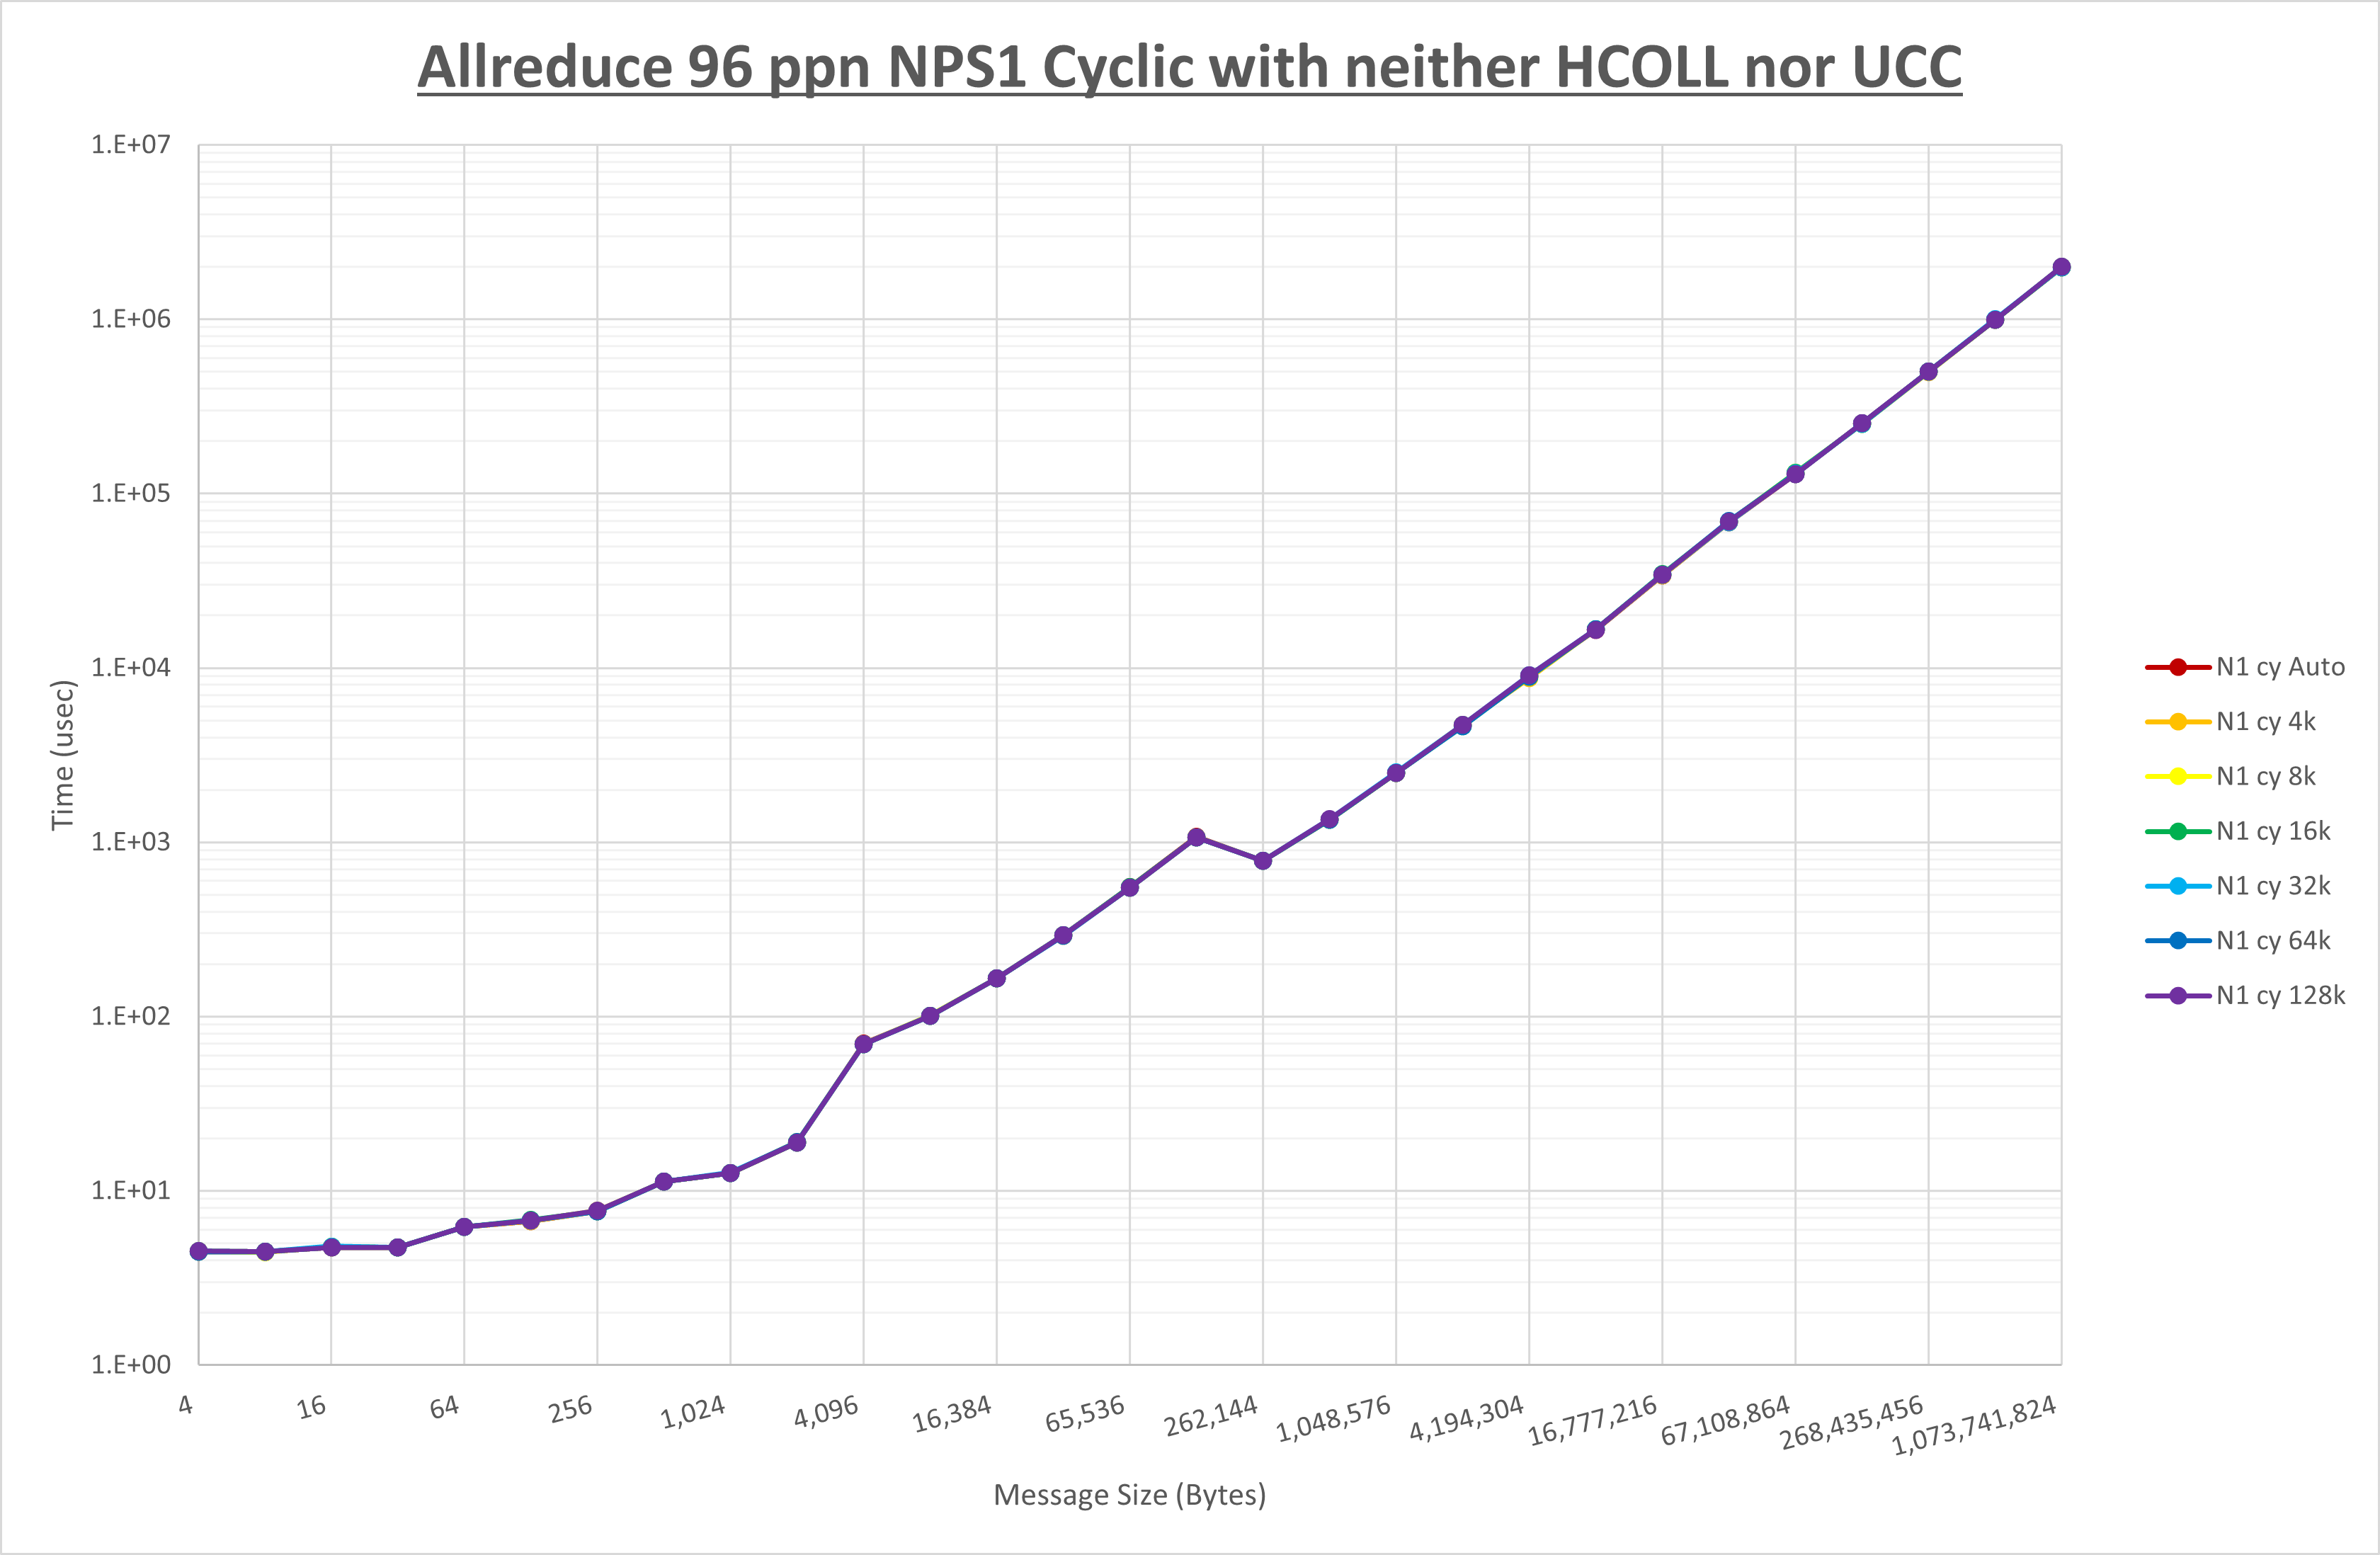 Allreduce 96 ppn NPS1 Cyclic with neither HCOLL nor UCC
1.E+07
1.E+06
1.E+05
1.E+04
1.E+03
1.E+02
1.E+01
1.E+00
Time (usec)
4
16
64
256
1,024
4,096
16,384
65,536
262,144
1,048,576
4,194,304
16,777,216
67,108,864
268,435,456
1,073,741,824
Message Size (Bytes)
N1 cy Auto
N1 cy 4k
N1 cy 8k
N1 cy 16k
N1 cy 32k
N1 cy 64k
N1 cy 128k